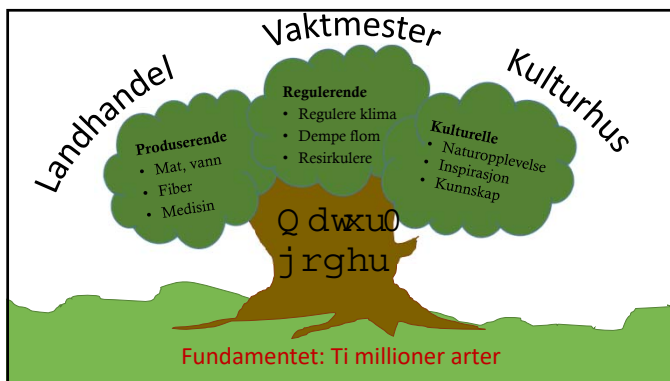 Vaktmester
Landhandel
Kulturhus
Produserende
• Mat, vann
• Fiber
• Medisin
Regulerende
• Regulere klima
• Dempe flom
• Resirkulere
Kulturelle
• Naturopplevelse
• Inspirasjon
• Kunnskap
Q dwxu0
jrghu
Fundamentet: Ti millioner arter